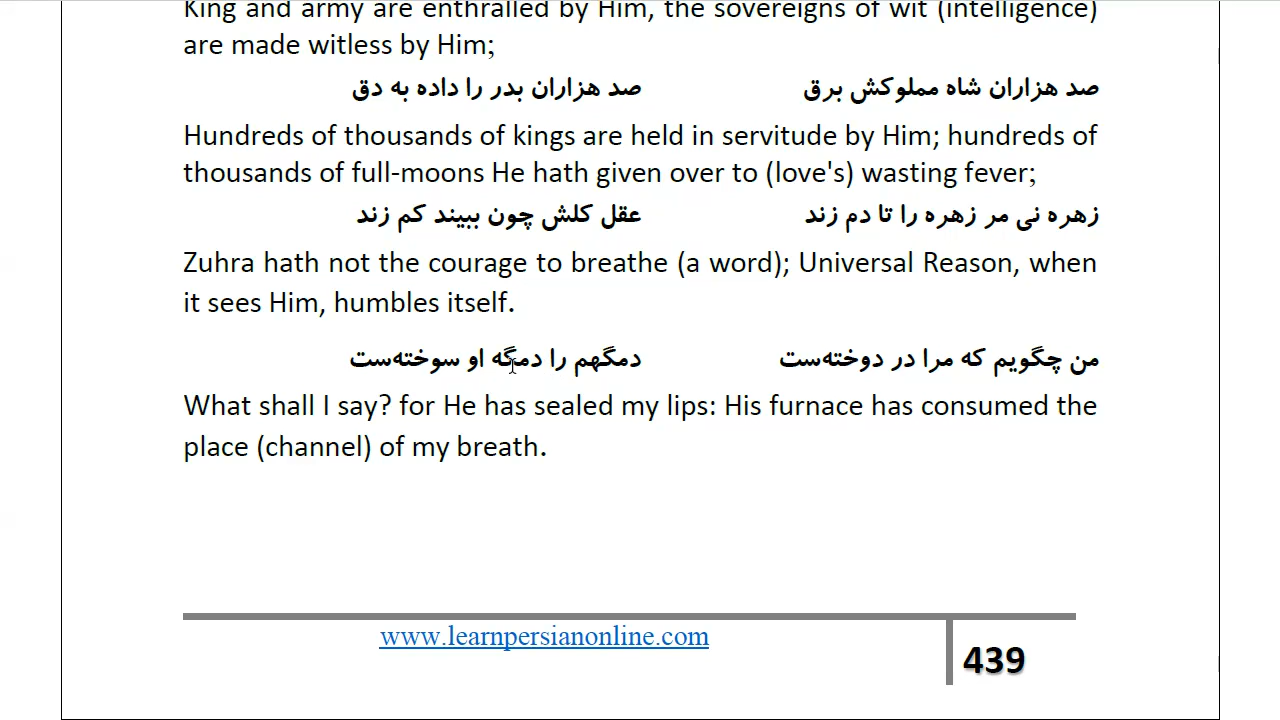 King and army are enthralled by Him, the sovereigns of wit (intelligence)
are made witless by Him;
صد هزاران شاه مملوکش برق صد هزاران بدر را داده به دق
Hundreds of thousands of kings are held in servitude by Him; hundreds of
thousands of full-moons He hath given over to (love's) wasting fever;
زهره نی مر زهره را تا دم زند عقل کلش چون ببیند کم زند
Zuhra hath not the courage to breathe (a word); Universal Reason, when
it sees Him, humbles itself.
من چگویم که مرا در دوخته‌ست دمگهم را دمگه او سوخته‌ست
What shall I say? for He has sealed my lips: His furnace has consumed the
place (channel) of my breath.
www.learnpersianonline.com
439